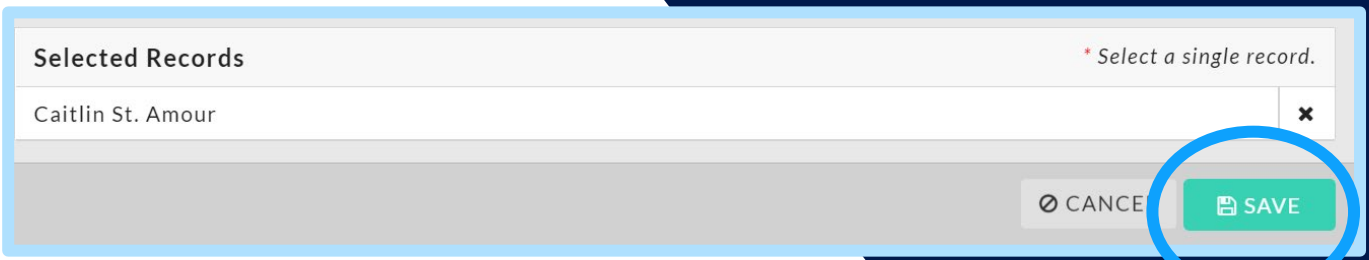 Selected Records
* Select a single record.
Caitlin St. Amour
CANCE
SAVE